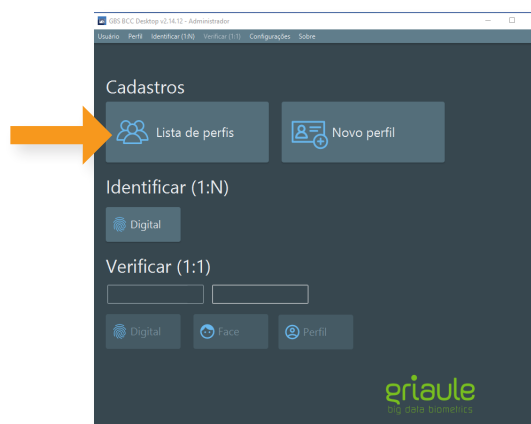 GBS BCC Desktop v2.14.12 - Administrador
Usuário Perfil Identificar (1:N) Verificar (1:1) Configurações Sobre
Cadastros
Lista de perfis Novo perfil
Identificar (1:N)
Digital
Verificar (1:1)
Digital Face Perfil
griaule
big data biometrics